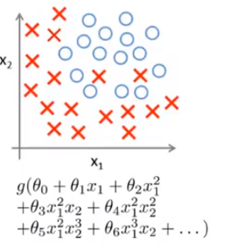 x₂
x₁
g(θ₀ + θ₁x₁ + θ₂x₁²
+θ₃x₁²x₂ + θ₄x₁²x₂²
+θ₅x₁²x₂³ + θ₆x₁³x₂ + …)